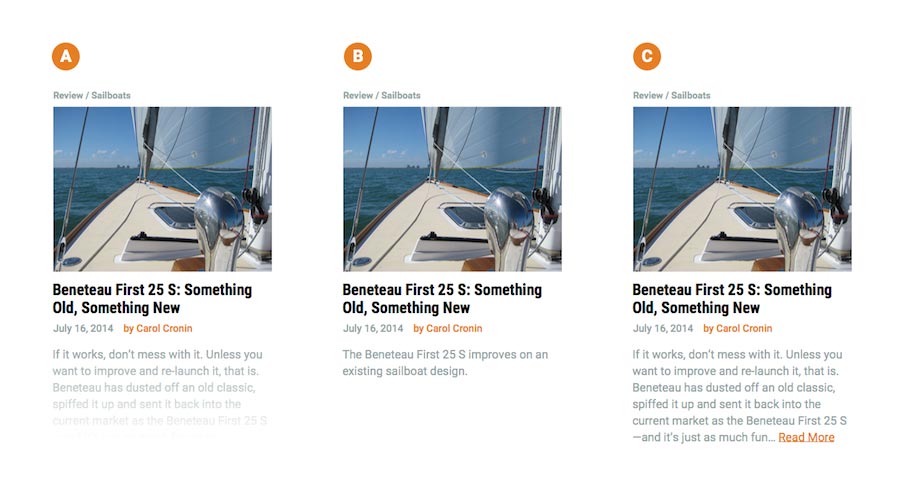 A
Review / Sailboats
Beneteau First 25 S: Something
Old, Something New
July 16, 2014 by Carol Cronin
If it works, don't mess with it. Unless you
want to improve and re-launch it, that is.
Beneteau has dusted off an old classic,
spiffed it up and sent it back into the
current market as the Beneteau First 25 S
B
Review / Sailboats
Beneteau First 25 S: Something
Old, Something New
July 16, 2014 by Carol Cronin
The Beneteau First 25 S improves on an
existing sailboat design.
C
Review / Sailboats
Beneteau First 25 S: Something
Old, Something New
July 16, 2014 by Carol Cronin
If it works, don't mess with it. Unless you
want to improve and re-launch it, that is.
Beneteau has dusted off an old classic,
spiffed it up and sent it back into the
current market as the Beneteau First 25 S
—and it's just as much fun... Read More